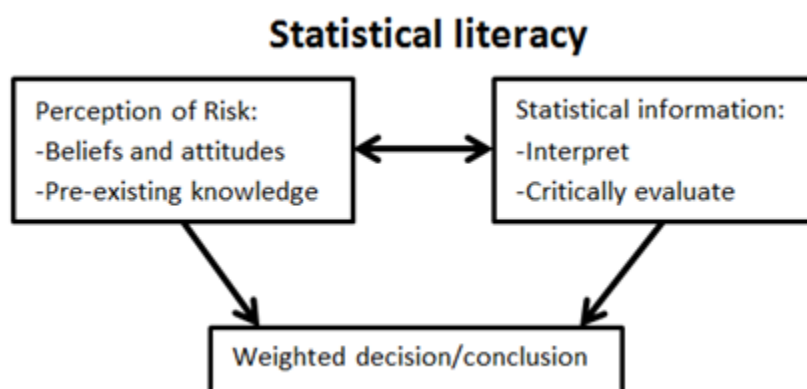 Statistical literacy
Perception of Risk:
-Beliefs and attitudes
-Pre-existing knowledge
Statistical information:
-Interpret
-Critically evaluate
Weighted decision/conclusion